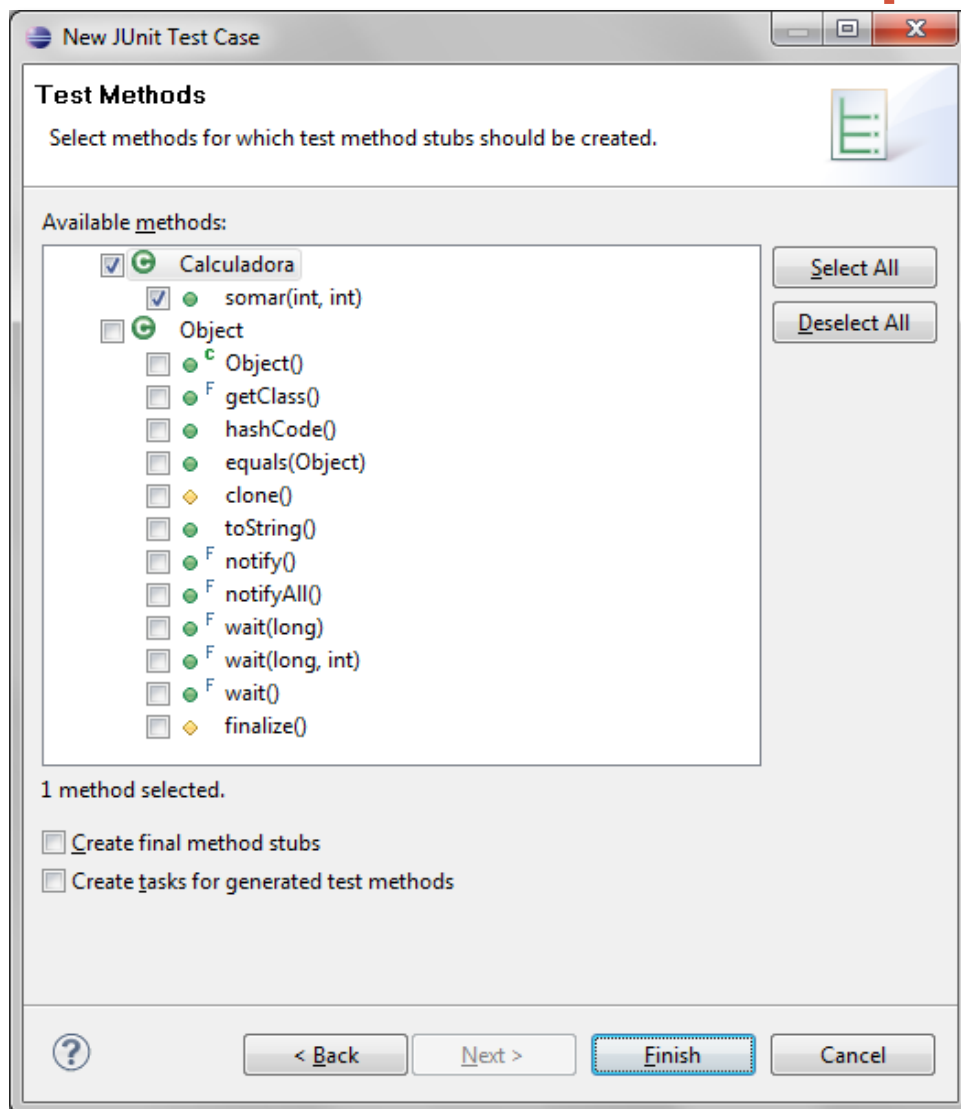 New JUnit Test Case
Test Methods
Select methods for which test method stubs should be created.
Available methods:
Calculadora
somar(int, int)
Object
C Object()
F getClass()
hashCode()
equals(Object)
clone()
toString()
F notify()
F notifyAll()
F wait(long)
F wait(long, int)
F wait()
finalize()
Select All
Deselect All
1 method selected.
Create final method stubs
Create tasks for generated test methods
? < Back Next > Finish Cancel